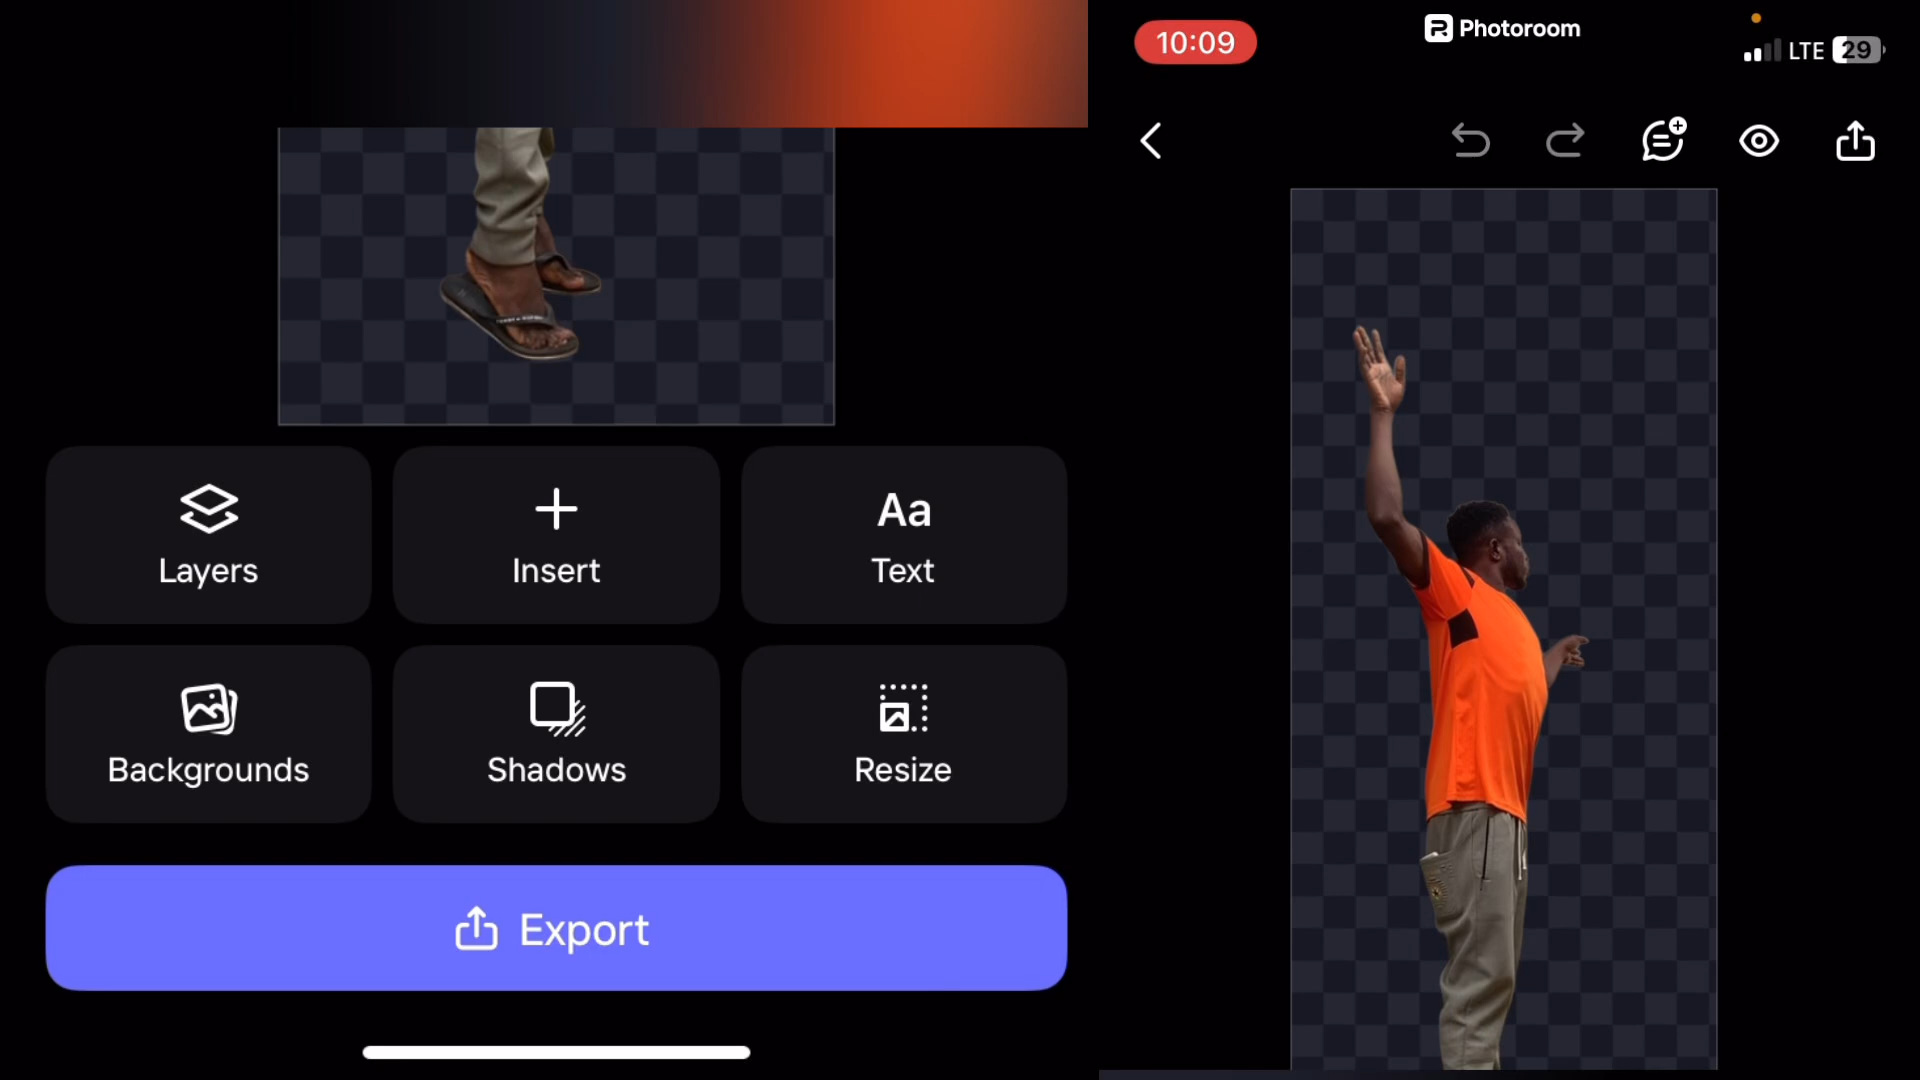 Layers
Insert
Text
Aa
Backgrounds
Shadows
Resize
Export
10:09
Photoroom
LTE
29